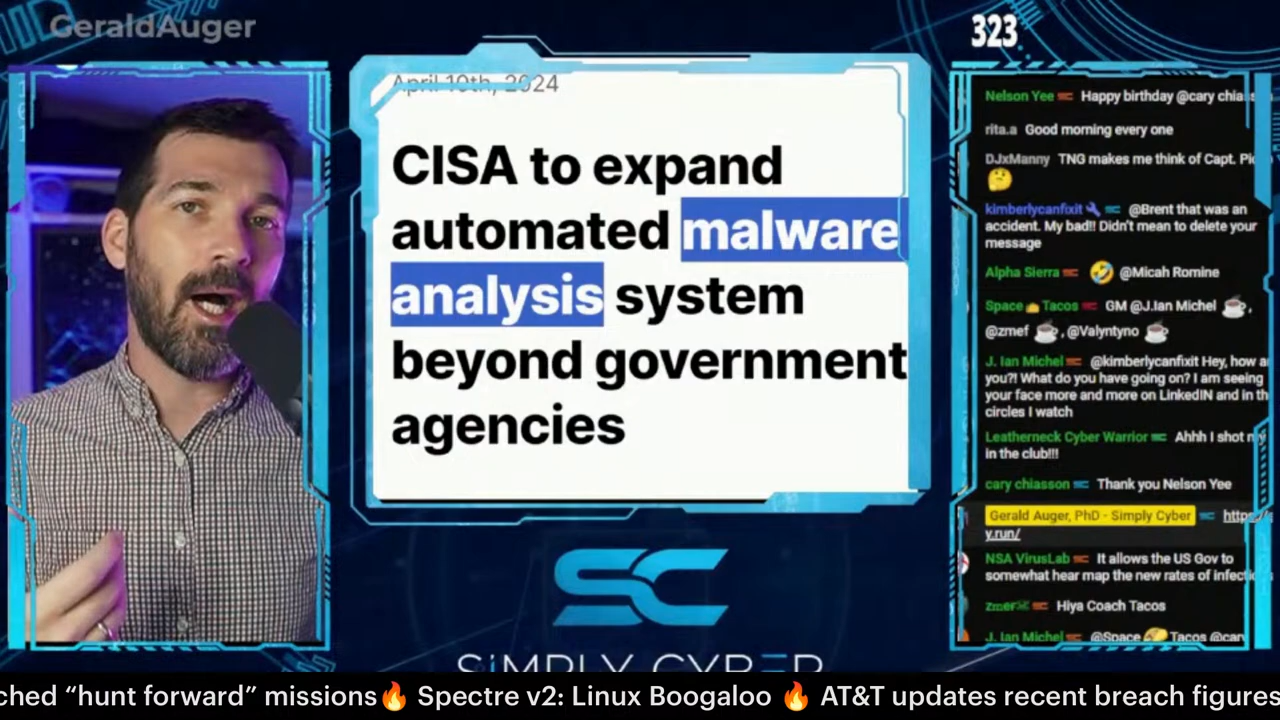 GeraldAuger
323
April 10th, 2024
CISA to expand
automated malware
analysis system
beyond government
agencies
SC
SIMPLY CYBER
Nelson Yee Happy birthday @cary
rita.a Good morning every one
DJxManny TNG makes me think of Capt.
🤔
kimberlycanfixit 🔧 @Brent that was an
accident. My bad!! Didn't mean to delete your
message
Alpha Sierra 🤣 @Micah Romine
Space 🌮 Tacos GM @J.Ian Michel ☕,
@zmef ☕, @Valyntyno ☕
J. Ian Michel @kimberlycanfixit Hey, how
you?! What do you have going on? I am seeing
your face more and more on LinkedIN and in
circles I watch
Leatherneck Cyber Warrior Ahhh I shot
in the club!!!
cary chiasson Thank you Nelson Yee
Gerald Auger, PhD - Simply Cyber
y.run/
NSA VirusLab It allows the US Gov to
somewhat hear map the new rates of
Hiya Coach Tacos
J. Ian Michel @Space 🌮 Tacos @cary
ched “hunt forward” missions🔥 Spectre v2: Linux Boogaloo 🔥 AT&T updates recent breach figures